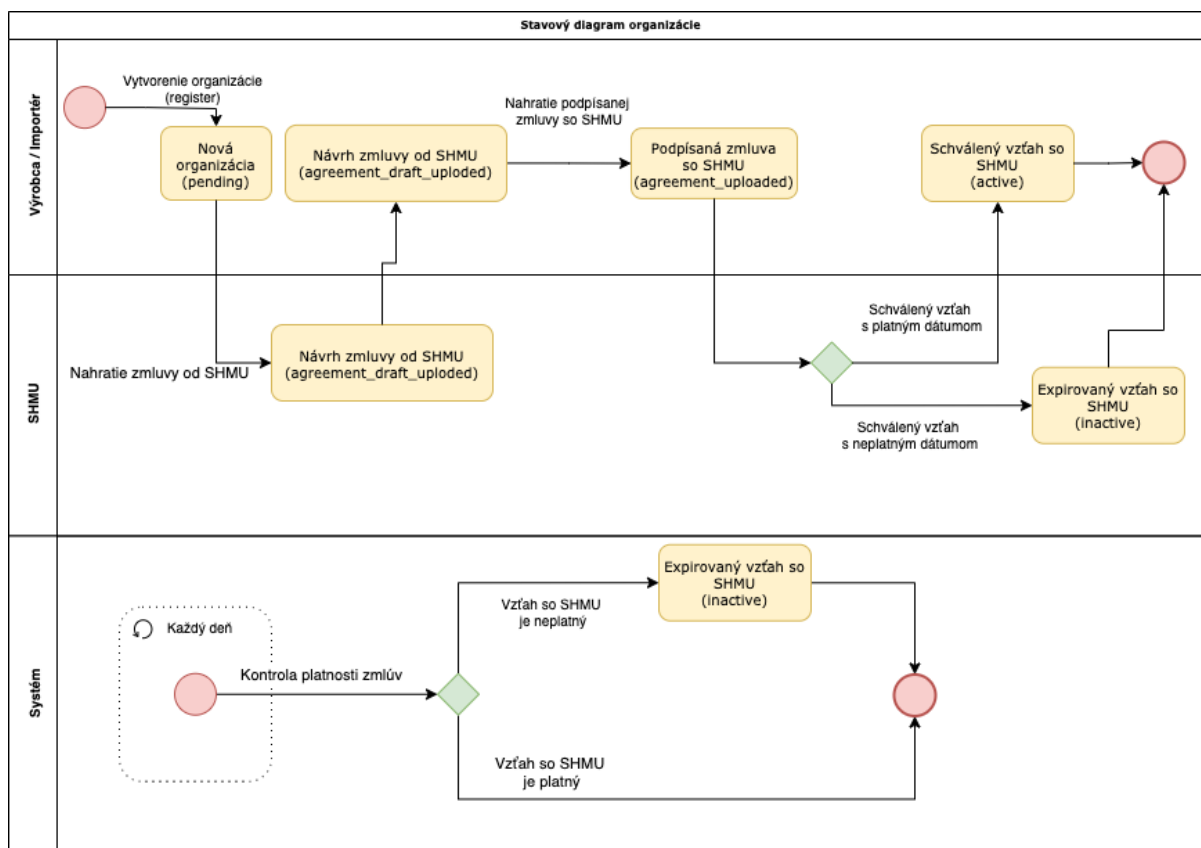 Stavový diagram organizácie
Výrobca / Importér
Vytvorenie organizácie
(register)
Nová
organizácia
(pending)
Návrh zmluvy od SHMU
(agreement_draft_uploded)
Nahratie podpísanej
zmluvy so SHMU
Podpísaná zmluva
so SHMU
(agreement_uploaded)
Schválený vzťah so
SHMU
(active)
SHMU
Nahratie zmluvy od SHMU
Návrh zmluvy od SHMU
(agreement_draft_uploded)
Schválený vzťah
s platným dátumom
Schválený vzťah
s neplatným dátumom
Expirovaný vzťah so
SHMU
(inactive)
Systém
Každý deň
Kontrola platnosti zmlúv
Vzťah so SHMU
je neplatný
Expirovaný vzťah so
SHMU
(inactive)
Vzťah so SHMU
je platný